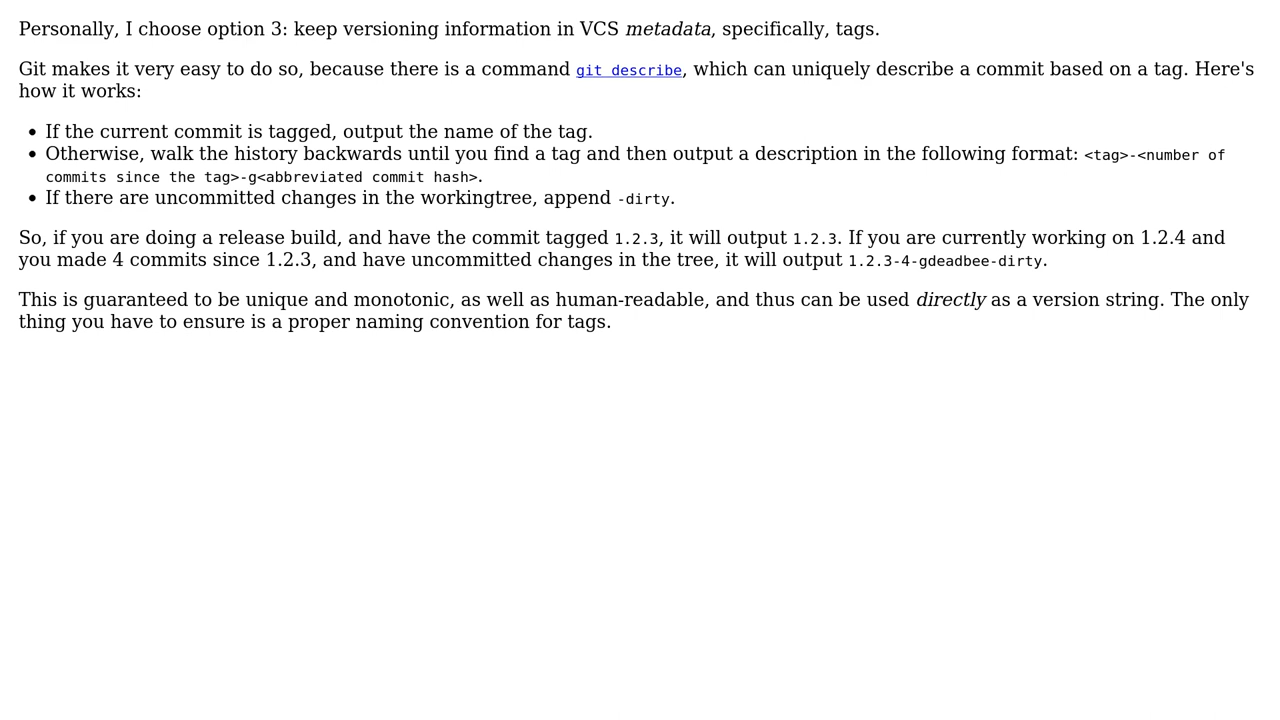 Personally, I choose option 3: keep versioning information in VCS metadata, specifically, tags.
Git makes it very easy to do so, because there is a command git describe, which can uniquely describe a commit based on a tag. Here's
how it works:
• If the current commit is tagged, output the name of the tag.
• Otherwise, walk the history backwards until you find a tag and then output a description in the following format: <tag>-<number of
commits since the tag>-g<abbreviated commit hash>.
• If there are uncommitted changes in the workingtree, append -dirty.
So, if you are doing a release build, and have the commit tagged 1.2.3, it will output 1.2.3. If you are currently working on 1.2.4 and
you made 4 commits since 1.2.3, and have uncommitted changes in the tree, it will output 1.2.3-4-gdeadbee-dirty.
This is guaranteed to be unique and monotonic, as well as human-readable, and thus can be used directly as a version string. The only
thing you have to ensure is a proper naming convention for tags.